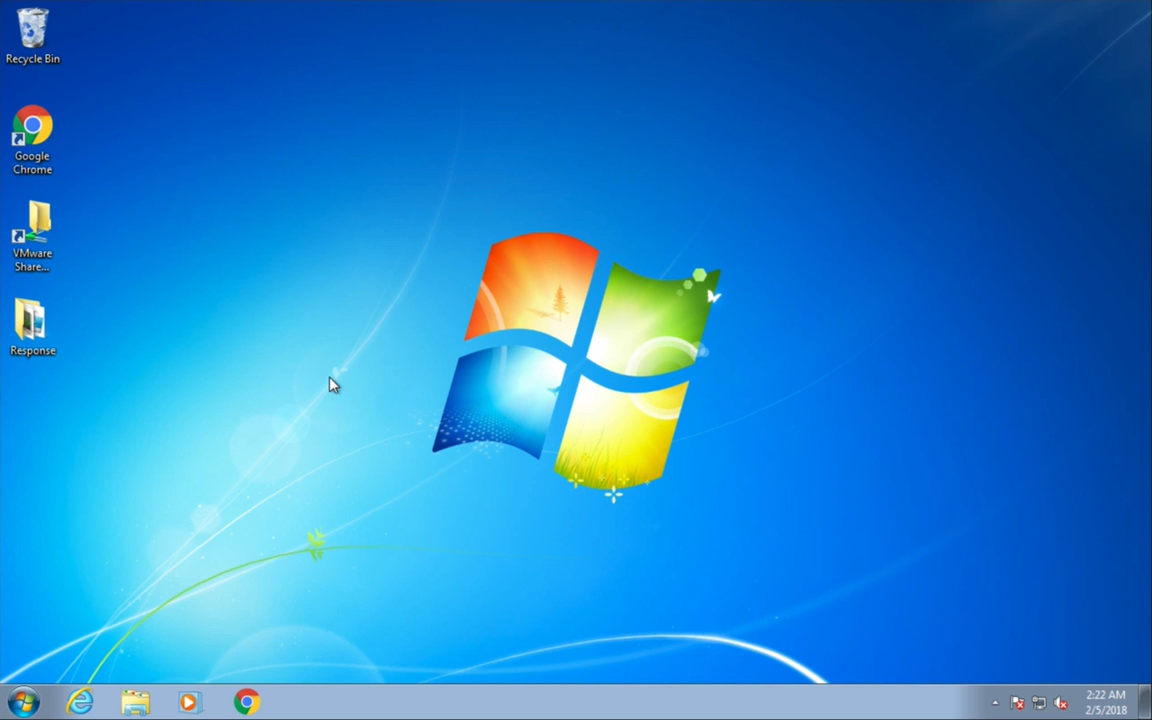 Recycle Bin
Google
Chrome
VMware
Share...
Response
2:22 AM
2/5/2018